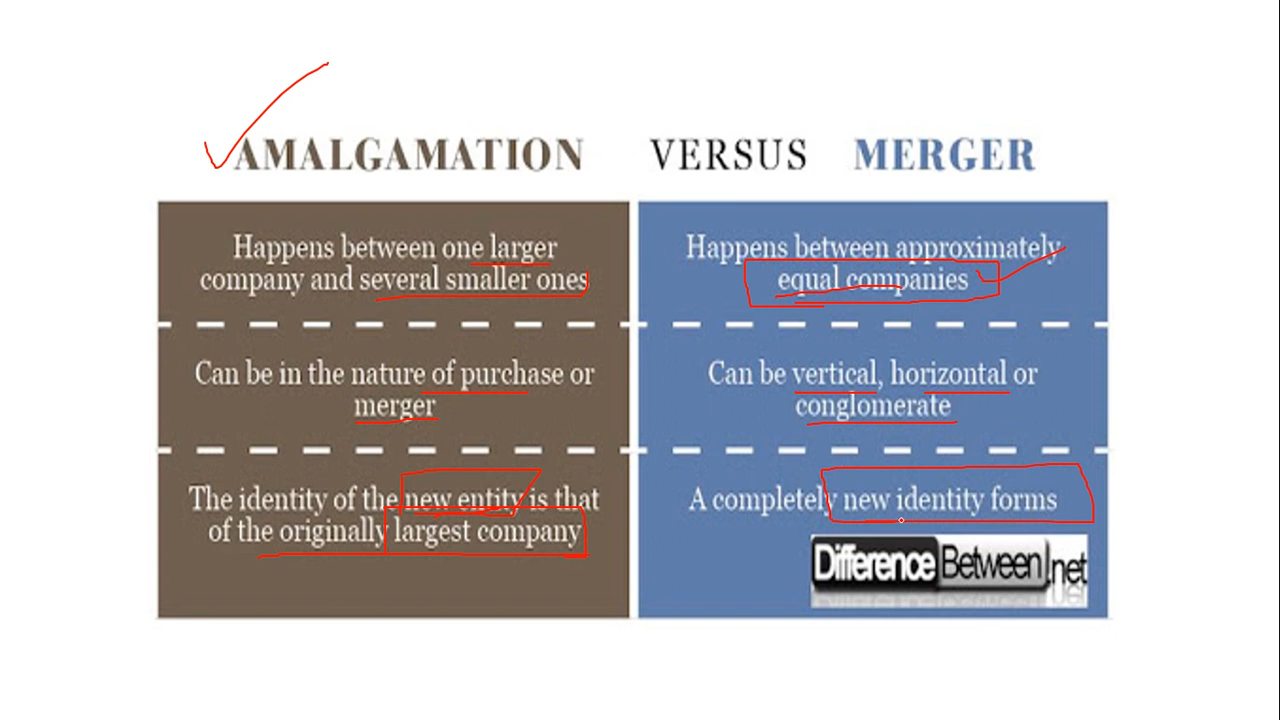 AMALGAMATION VERSUS MERGER
Happens between one larger
company and several smaller ones
Happens between approximately
equal companies
Can be in the nature of purchase or
merger
Can be vertical, horizontal or
conglomerate
The identity of the new entity is that
of the originally largest company
A completely new identity forms
DifferenceBetween.net